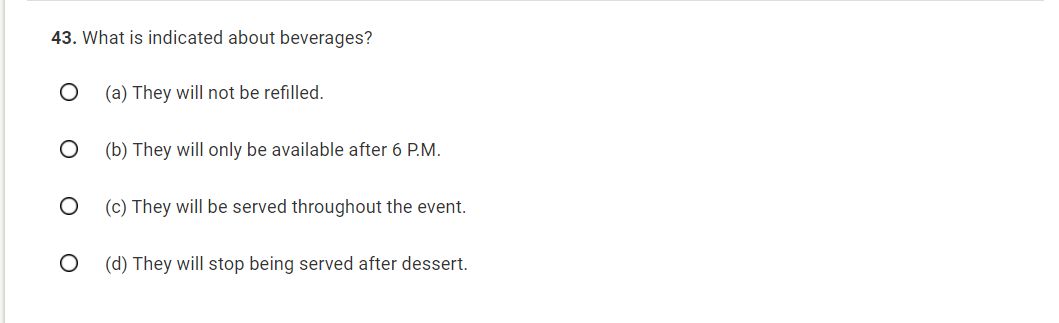 43. What is indicated about beverages?
(a) They will not be refilled.
(b) They will only be available after 6 P.M.
(c) They will be served throughout the event.
(d) They will stop being served after dessert.